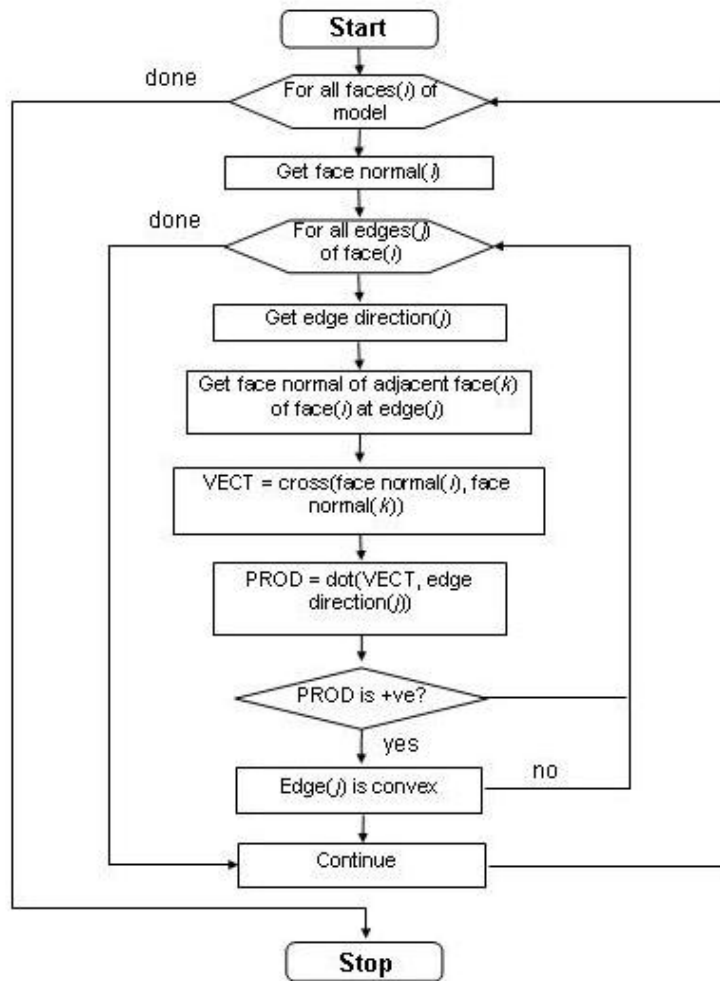 Start
done
For all faces(i) of
model
Get face normal(i)
done
For all edges(j)
of face(i)
Get edge direction(j)
Get face normal of adjacent face(k)
of face(i) at edge(j)
VECT = cross(face normal(i), face
normal(k))
PROD = dot(VECT, edge
direction(j))
PROD is +ve?
yes
no
Edge(j) is convex
Continue
Stop